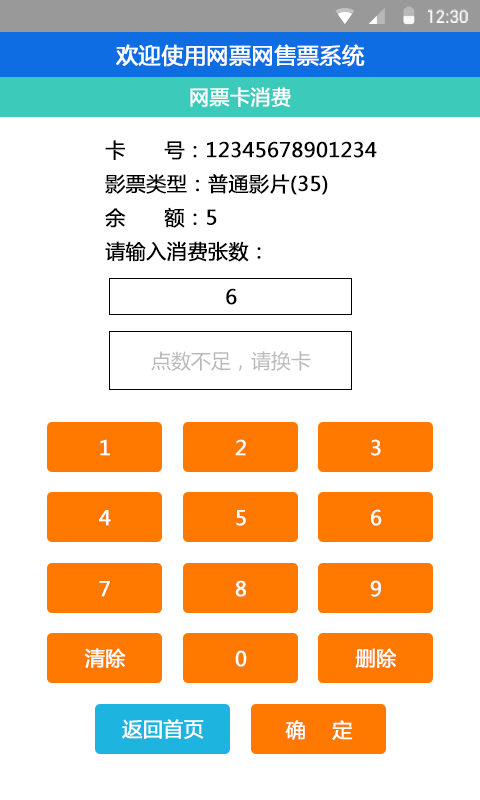 12:30
欢迎使用网票网售票系统
网票卡消费
卡 号：12345678901234
影票类型：普通影片(35)
余 额：5
请输入消费张数：
6
点数不足，请换卡
1 2 3
4 5 6
7 8 9
清除 0 删除
返回首页 确 定